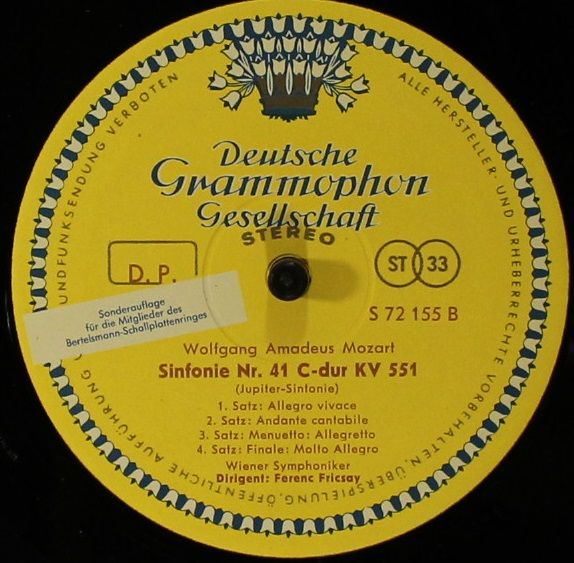 Deutsche
Grammophon
Gesellschaft
STEREO
D. P.
ST 33
S 72 155 B
Sonderauflage
für die Mitglieder des
Bertelsmann-Schallplattenringes
Wolfgang Amadeus Mozart
Sinfonie Nr. 41 C-dur KV 551
(Jupiter-Sinfonie)
1. Satz: Allegro vivace
2. Satz: Andante cantabile
3. Satz: Menuetto: Allegretto
4. Satz: Finale: Molto Allegro
Wiener Symphoniker
Dirigent: Ferenc Fricsay
ALLE HERSTELLER- UND URHEBERRECHTE VORBEHALTEN, ÜBERSPIELUNG, ÖFFENTLICHE AUFFÜHRUNG UNDFUNKSENDUNG VERBOTEN